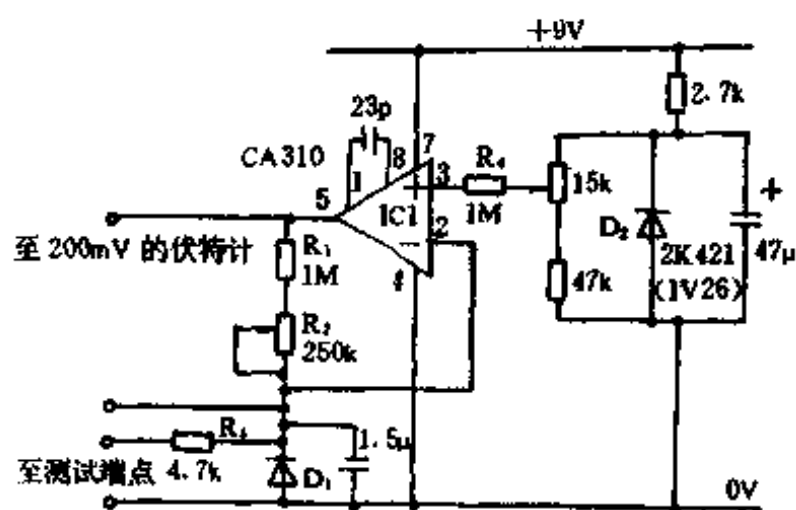 +9V
2.7k
23p
CA310
1
8
7
3
R₄
1M
15k
5
IC1
2
D₂
2K421
(1V26)
+
47μ
至 200mV 的伏特计
R₁
1M
4
47k
R₂
250k
R₃
1.5μ
至测试端点 4.7k
D₁
0V